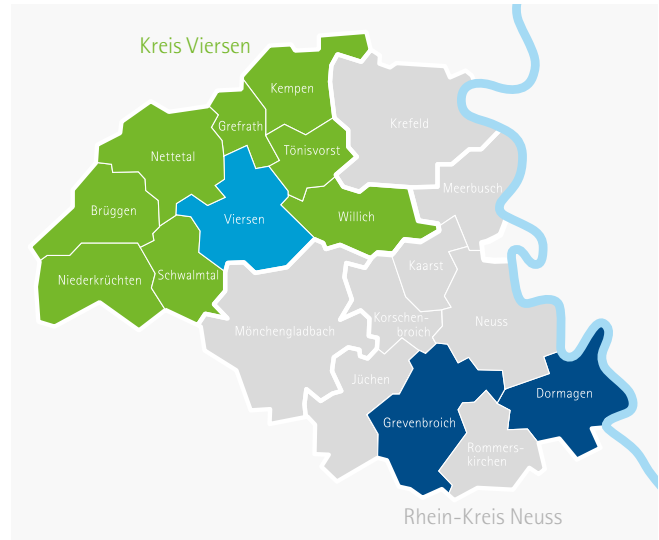 Kreis Viersen
Kempen
Grefrath
Krefeld
Tönisvorst
Nettetal
Meerbusch
Brüggen
Viersen
Willich
Kaarst
Niederkrüchten
Schwalmtal
Korschen-
broich
Neuss
Mönchengladbach
Jüchen
Dormagen
Grevenbroich
Rommers-
kirchen
Rhein-Kreis Neuss